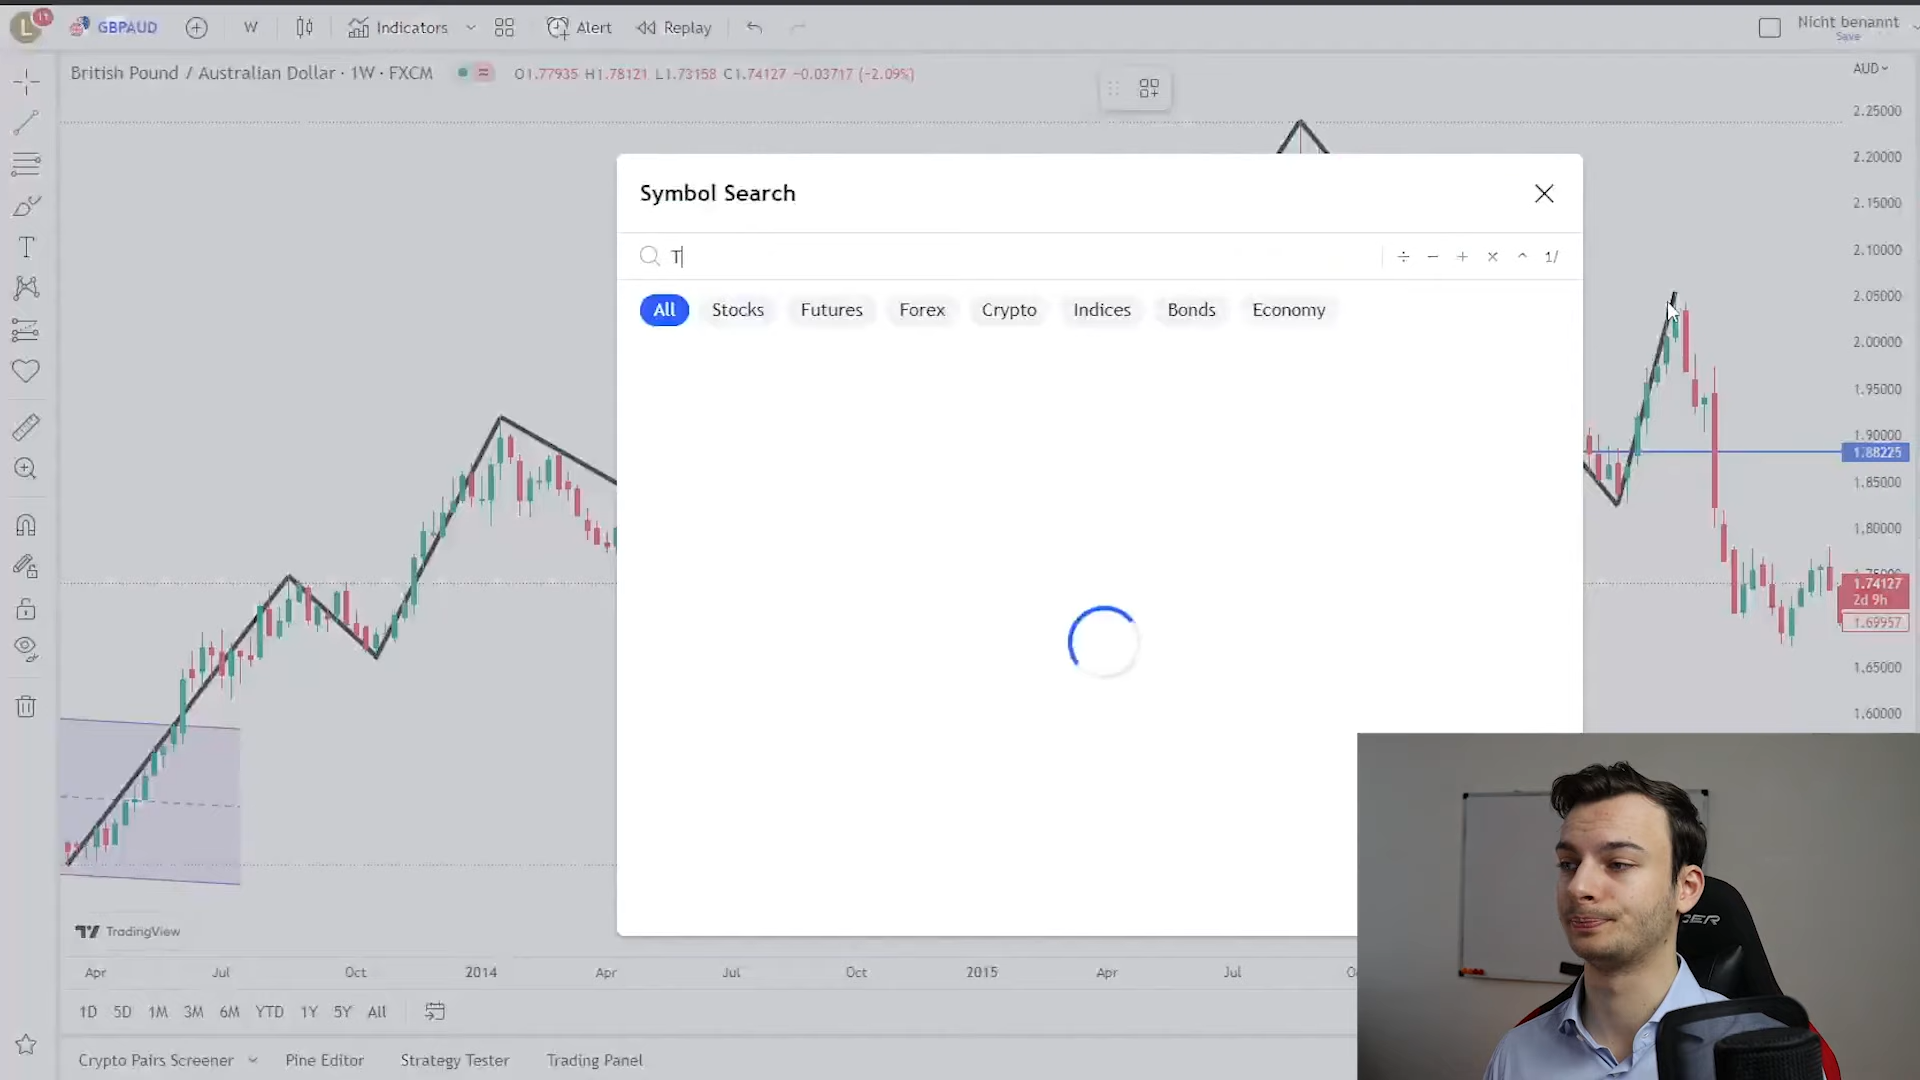 L 11 GBPAUD W Indicators Alert Replay Nicht benannt
Save
British Pound / Australian Dollar · 1W · FXCM O1.77935 H1.78121 L1.73158 C1.74127 −0.03717 (−2.09%) AUD
2.25000
2.20000
Symbol Search
2.15000
2.10000
T ÷ − + × ^ 1/
2.05000
All Stocks Futures Forex Crypto Indices Bonds Economy
2.00000
1.95000
1.90000
1.88225
1.85000
1.80000
1.74127
2d 9h
1.69957
1.65000
1.60000
TradingView
Apr Jul Oct 2014 Apr Jul Oct 2015 Apr Jul
1D 5D 1M 3M 6M YTD 1Y 5Y All
Crypto Pairs Screener Pine Editor Strategy Tester Trading Panel